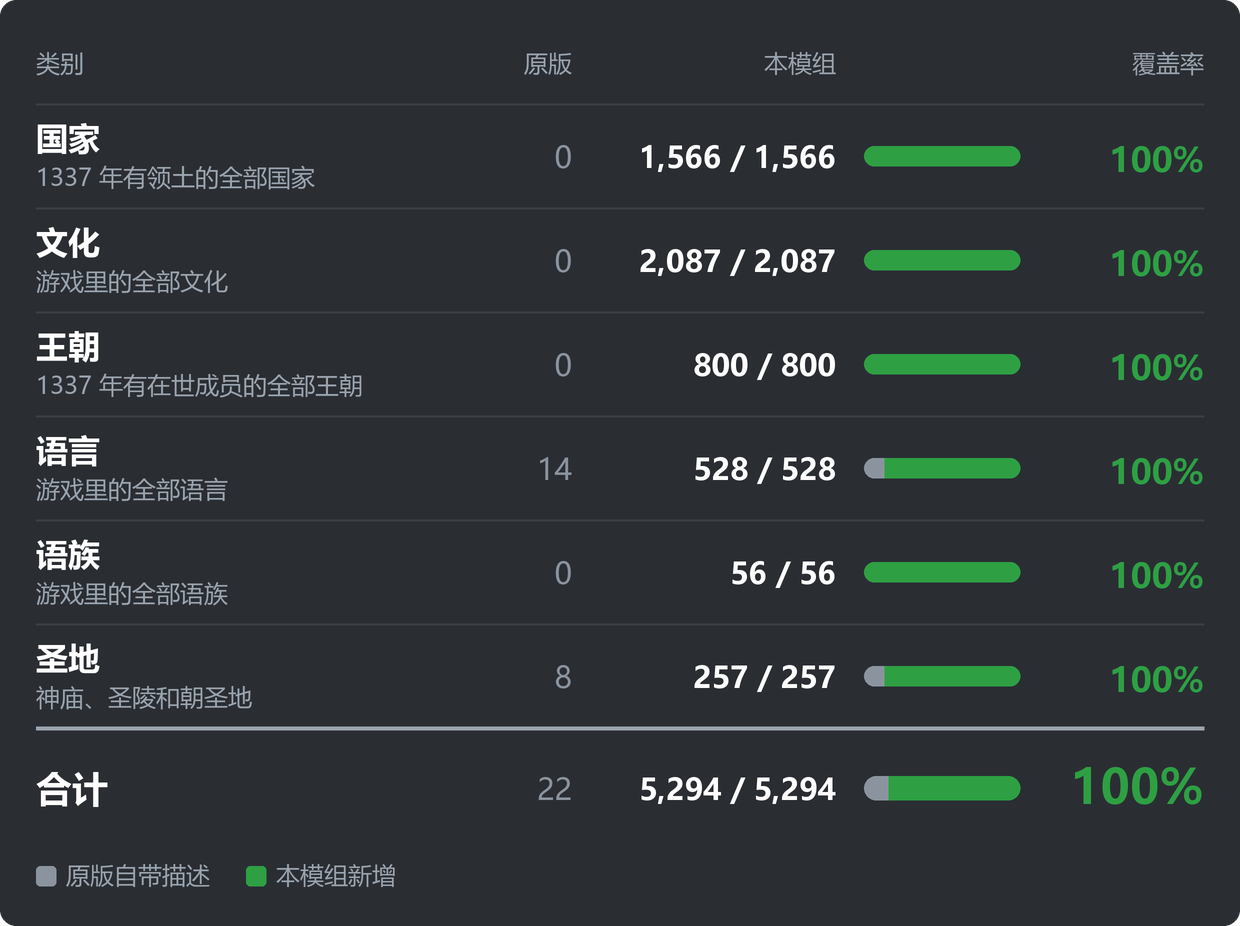 类别 原版 本模组 覆盖率
国家 0 1,566 / 1,566 100%
1337 年有领土的全部国家
文化 0 2,087 / 2,087 100%
游戏里的全部文化
王朝 0 800 / 800 100%
1337 年有在世成员的全部王朝
语言 14 528 / 528 100%
游戏里的全部语言
语族 0 56 / 56 100%
游戏里的全部语族
圣地 8 257 / 257 100%
神庙、圣陵和朝圣地
合计 22 5,294 / 5,294 100%
原版自带描述 本模组新增